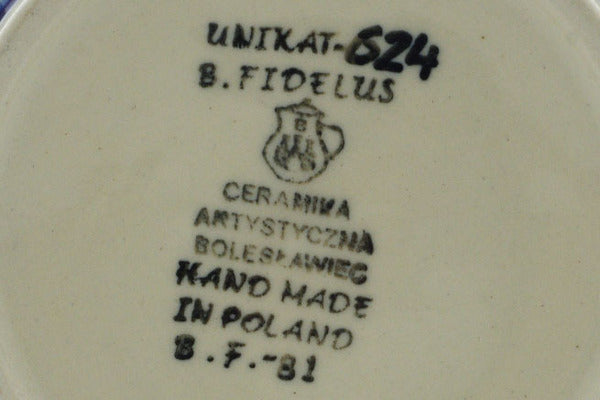 UNIKAT-624
B. FIDELUS
B
CERAMIKA
ARTYSTYCZNA
BOLESŁAWIEC
HAND MADE
IN POLAND
B.F.-81